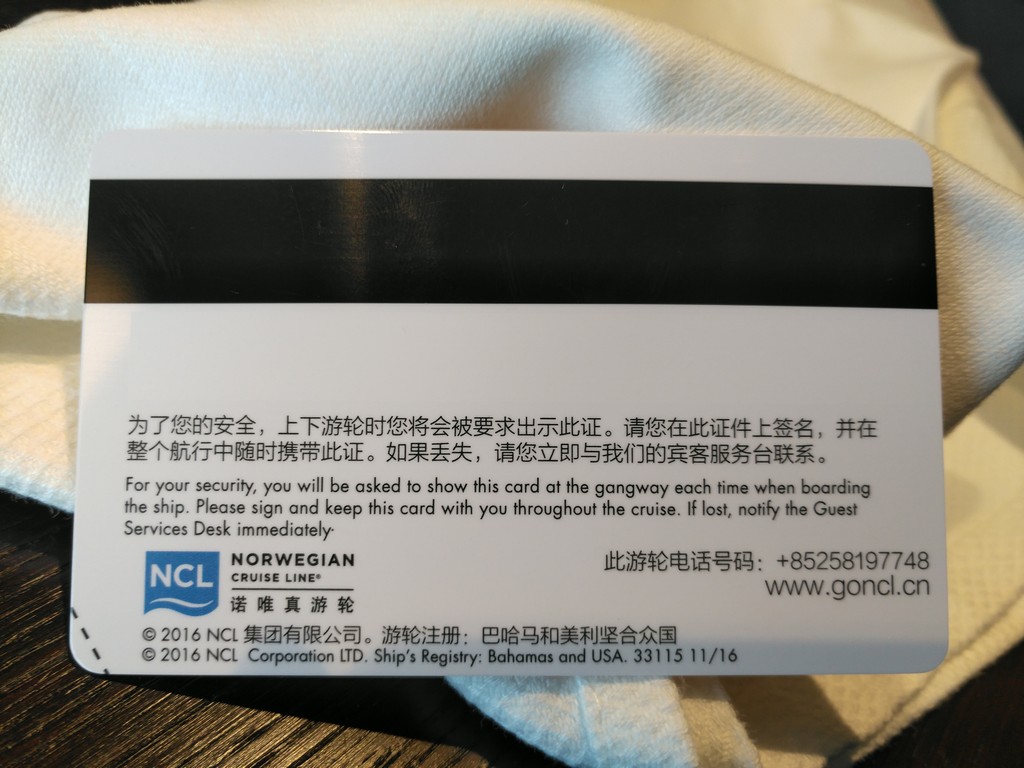 为了您的安全，上下游轮时您将会被要求出示此证。请您在此证件上签名，并在
整个航行中随时携带此证。如果丢失，请您立即与我们的宾客服务台联系。
For your security, you will be asked to show this card at the gangway each time when boarding
the ship. Please sign and keep this card with you throughout the cruise. If lost, notify the Guest
Services Desk immediately·
NCL
NORWEGIAN
CRUISE LINE®
诺唯真游轮
此游轮电话号码：+85258197748
www.goncl.cn
© 2016 NCL 集团有限公司。游轮注册：巴哈马和美利坚合众国
© 2016 NCL Corporation LTD. Ship's Registry: Bahamas and USA. 33115 11/16